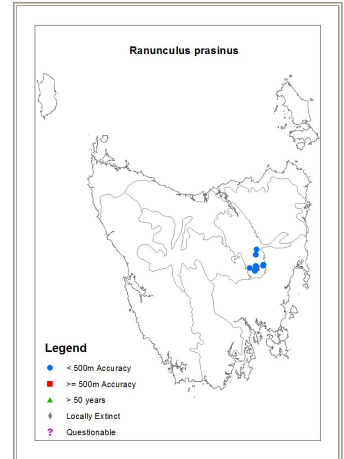 Ranunculus prasinus
Legend
< 500m Accuracy
>= 500m Accuracy
> 50 years
Locally Extinct
? Questionable